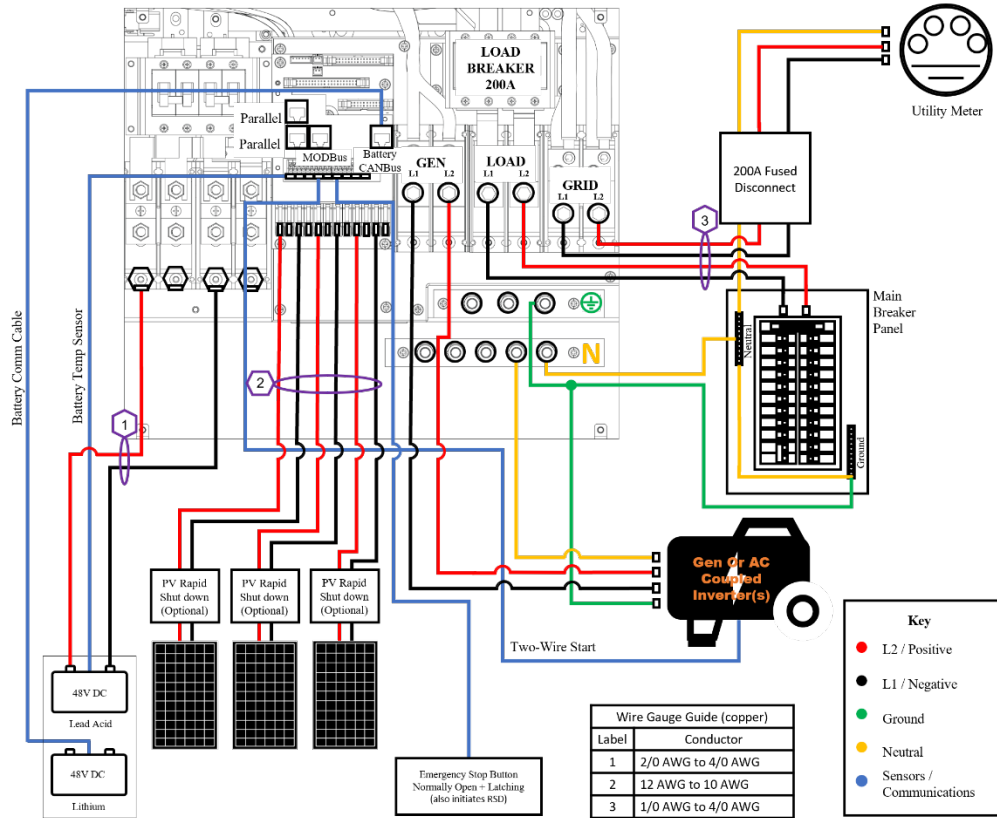 LOAD
BREAKER
200A
Utility Meter
Parallel
Parallel
MODBus
Battery
CANBus
GEN
L1
L2
LOAD
L1
L2
GRID
L1
L2
200A Fused
Disconnect
3
Main
Breaker
Panel
Neutral
Ground
N
Battery Comm Cable
Battery Temp Sensor
1
2
PV Rapid
Shut down
(Optional)
PV Rapid
Shut down
(Optional)
PV Rapid
Shut down
(Optional)
Gen Or AC
Coupled
Inverter(s)
Two-Wire Start
48V DC
Lead Acid
48V DC
Lithium
Emergency Stop Button
Normally Open + Latching
(also initiates RSD)
Wire Gauge Guide (copper)
Label Conductor
1 2/0 AWG to 4/0 AWG
2 12 AWG to 10 AWG
3 1/0 AWG to 4/0 AWG
Key
L2 / Positive
L1 / Negative
Ground
Neutral
Sensors /
Communications